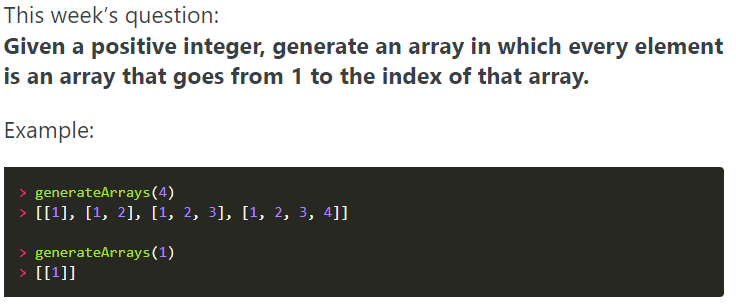 This week’s question:
Given a positive integer, generate an array in which every element
is an array that goes from 1 to the index of that array.
Example:
> generateArrays(4)
> [[1], [1, 2], [1, 2, 3], [1, 2, 3, 4]]
> generateArrays(1)
> [[1]]